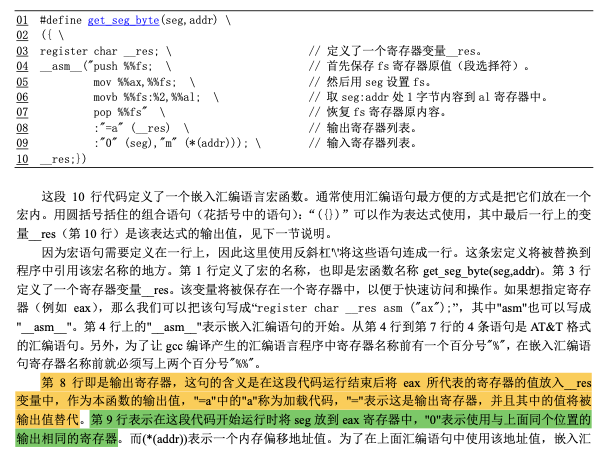 01 #define get_seg_byte(seg,addr) \
02 ({ \
03 register char __res; \ // 定义了一个寄存器变量__res。
04 __asm__("push %%fs; \ // 首先保存 fs 寄存器原值（段选择符）。
05 mov %%ax,%%fs; \ // 然后用 seg 设置 fs。
06 movb %%fs:%2,%%al; \ // 取 seg:addr 处 1 字节内容到 al 寄存器中。
07 pop %%fs" \ // 恢复 fs 寄存器原内容。
08 :"=a" (__res) \ // 输出寄存器列表。
09 :"0" (seg),"m" (*(addr))); \ // 输入寄存器列表。
10 __res;})
这段 10 行代码定义了一个嵌入汇编语言宏函数。通常使用汇编语句最方便的方式是把它们放在一个
宏内。用圆括号括住的组合语句（花括号中的语句）：“({})”可以作为表达式使用，其中最后一行上的变
量__res（第 10 行）是该表达式的输出值，见下一节说明。
因为宏语句需要定义在一行上，因此这里使用反斜杠'\'将这些语句连成一行。这条宏定义将被替换到
程序中引用该宏名称的地方。第 1 行定义了宏的名称，也即是宏函数名称 get_seg_byte(seg,addr)。第 3 行
定义了一个寄存器变量__res。该变量将被保存在一个寄存器中，以便于快速访问和操作。如果想指定寄存
器（例如 eax），那么我们可以把该句写成“register char __res asm ("ax");”，其中"asm"也可以写成
"__asm__"。第 4 行上的"__asm__"表示嵌入汇编语句的开始。从第 4 行到第 7 行的 4 条语句是 AT&T 格式
的汇编语句。另外，为了让 gcc 编译产生的汇编语言程序中寄存器名称前有一个百分号"%"，在嵌入汇编语
句寄存器名称前就必须写上两个百分号"%%"。
第 8 行即是输出寄存器，这句的含义是在这段代码运行结束后将 eax 所代表的寄存器的值放入__res
变量中，作为本函数的输出值，"=a"中的"a"称为加载代码，"="表示这是输出寄存器，并且其中的值将被
输出值替代。第 9 行表示在这段代码开始运行时将 seg 放到 eax 寄存器中，"0"表示使用与上面同个位置的
输出相同的寄存器。而(*(addr))表示一个内存偏移地址值。为了在上面汇编语句中使用该地址值，嵌入汇